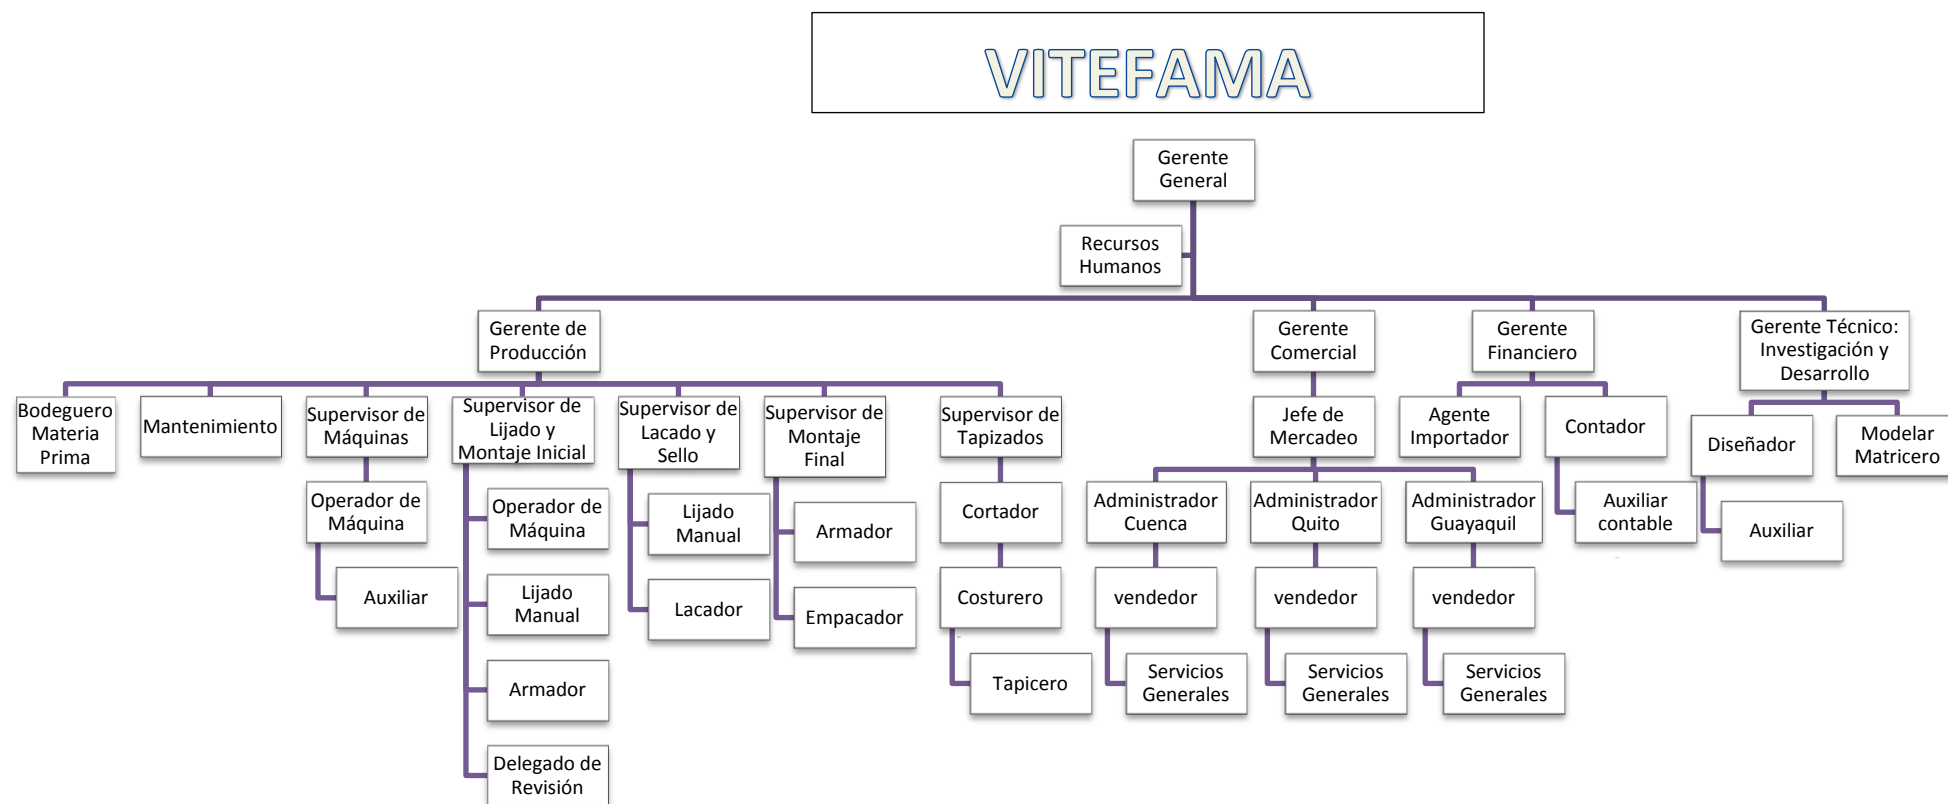 VITEFAMA
Gerente
General
Recursos
Humanos
Gerente de
Producción
Gerente
Comercial
Gerente
Financiero
Gerente Técnico:
Investigación y
Desarrollo
Bodeguero
Materia
Prima
Mantenimiento
Supervisor de
Máquinas
Supervisor de
Lijado y
Montaje Inicial
Supervisor de
Lacado y
Sello
Supervisor de
Montaje
Final
Supervisor de
Tapizados
Jefe de
Mercadeo
Agente
Importador
Contador
Diseñador
Modelar
Matricero
Operador de
Máquina
Operador de
Máquina
Lijado
Manual
Armador
Cortador
Administrador
Cuenca
Administrador
Quito
Administrador
Guayaquil
Auxiliar
contable
Auxiliar
Auxiliar
Lijado
Manual
Lacador
Empacador
Costurero
vendedor
vendedor
vendedor
Armador
Tapicero
Servicios
Generales
Servicios
Generales
Servicios
Generales
Delegado de
Revisión